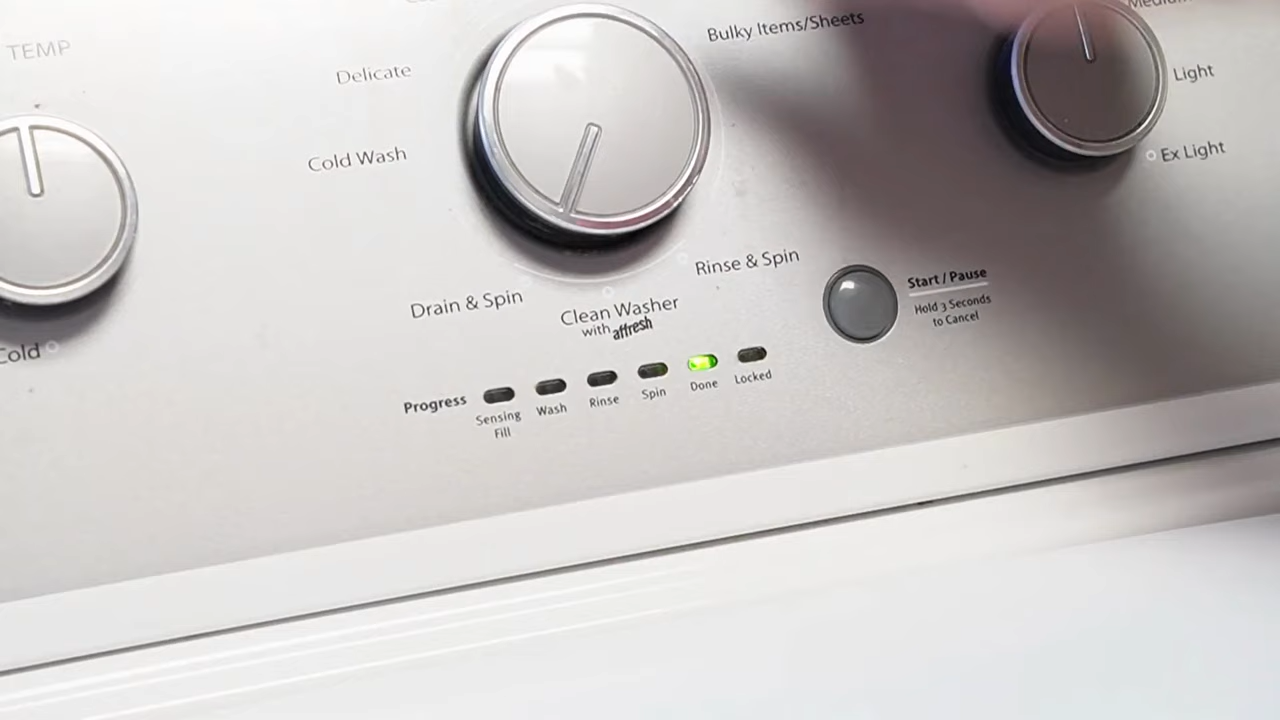 TEMP
Cold
Delicate
Cold Wash
Drain & Spin
Clean Washer
with affresh
Rinse & Spin
Bulky Items/Sheets
Light
Ex Light
Start / Pause
Hold 3 Seconds
to Cancel
Progress
Sensing
Fill
Wash
Rinse
Spin
Done
Locked